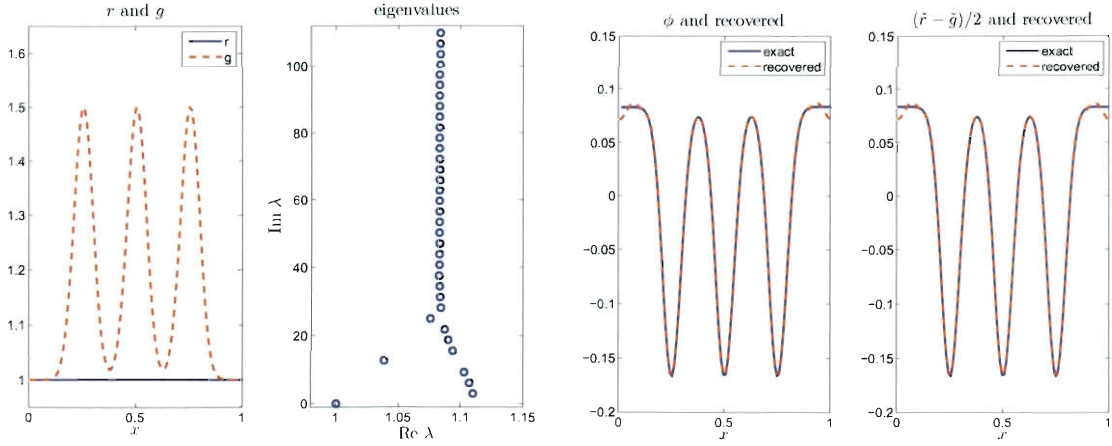 r and g
1.6
1.5
1.4
1.3
1.2
1.1
1
0
0.5
1
x
r
g
eigenvalues
100
80
60
40
20
0
1
1.05
1.1
1.15
Im λ
Re λ
ϕ and recovered
0.15
0.1
0.05
0
−0.05
−0.1
−0.15
−0.2
0
0.5
1
x
exact
recovered
(r̃ − g̃)/2 and recovered
0.15
0.1
0.05
0
−0.05
−0.1
−0.15
−0.2
0
0.5
1
x
exact
recovered